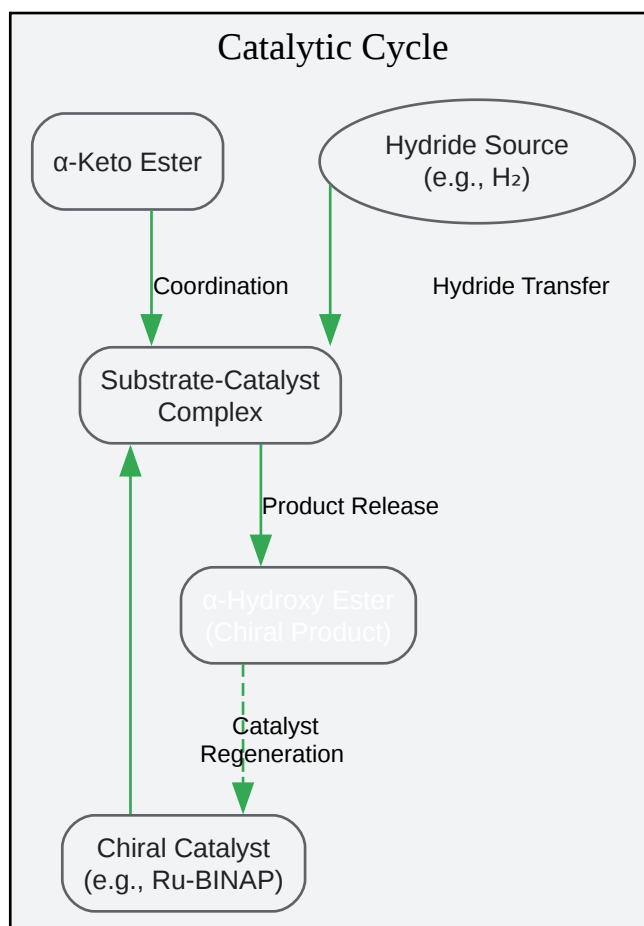 Catalytic Cycle
α-Keto Ester
Hydride Source
(e.g., H₂)
Coordination
Hydride Transfer
Substrate-Catalyst
Complex
Product Release
α-Hydroxy Ester
(Chiral Product)
Catalyst
Regeneration
Chiral Catalyst
(e.g., Ru-BINAP)